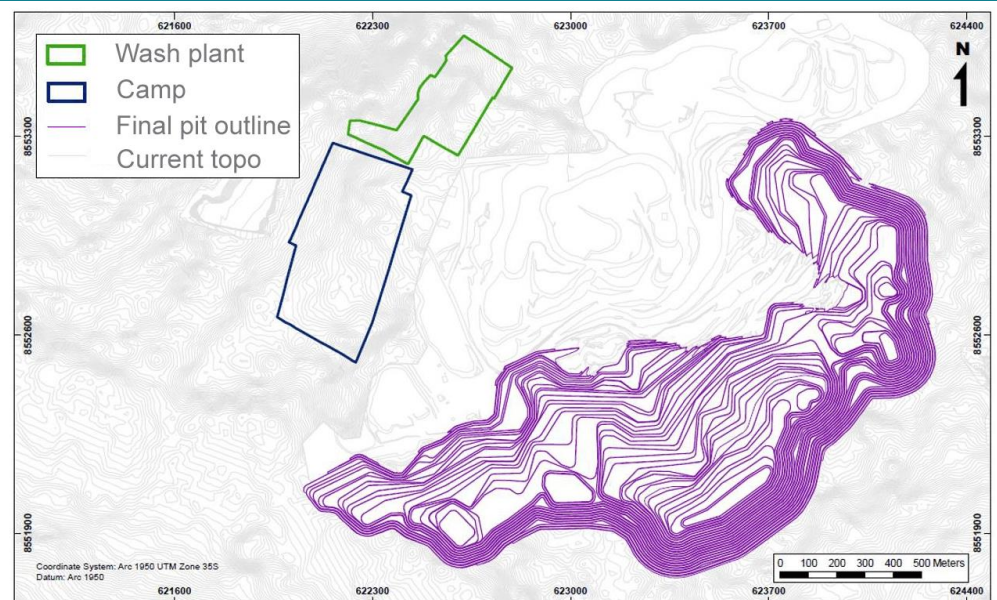 621600 622300 623000 623700 624400
Wash plant
Camp
Final pit outline
Current topo
N
8553300 8553300
8552600 8552600
8551900 8551900
Coordinate System: Arc 1950 UTM Zone 35S
Datum: Arc 1950
0 100 200 300 400 500 Meters
621600 622300 623000 623700 624400